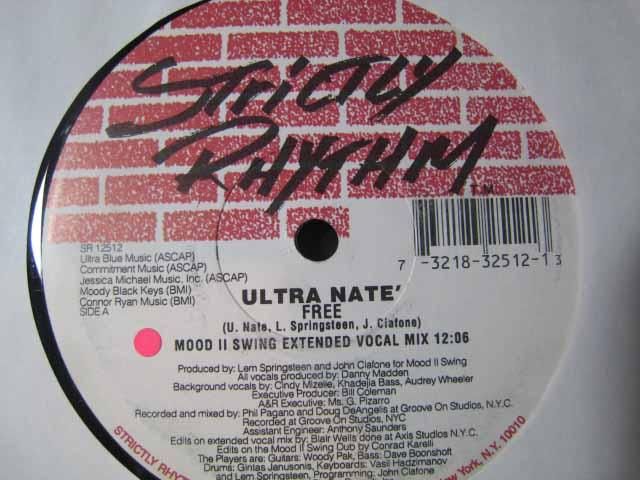 STRICTLY
RHYTHM
T.M.
SR 12512
Ultra Blue Music (ASCAP)
Commitment Music (ASCAP)
Jessica Michael Music, Inc. (ASCAP)
Moody Black Keys (BMI)
Connor Ryan Music (BMI)
SIDE A
7 -3218-32512-1 3
ULTRA NATE'
FREE
(U. Nate, L. Springsteen, J. Ciafone)
MOOD II SWING EXTENDED VOCAL MIX 12:06
Produced by: Lem Springsteen and John Ciafone for Mood II Swing
All vocals produced by: Danny Madden
Background vocals by: Cindy Mizelle, Khadejia Bass, Audrey Wheeler
Executive Producer: Bill Coleman
A&R Executive: Ms. G. Pizarro
Recorded and mixed by: Phil Pagano and Doug DeAngelis at Groove On Studios, N.Y.C.
Recorded at Groove On Studios, NYC
Assistant Engineer: Anthony Saunders
Edits on extended vocal mix by: Blair Wells done at Axis Studios N.Y.C.
Edits on the Mood II Swing Dub by Conrad Karelli
The Players are: Guitars: Woody Pak, Bass: Dave Boonshoft
Drums: Gintas Janusonis, Keyboards: Vasil Hadzimanov
and Lem Springsteen, Programming: John Ciafone
STRICTLY RHYTH
New York, N.Y. 10010